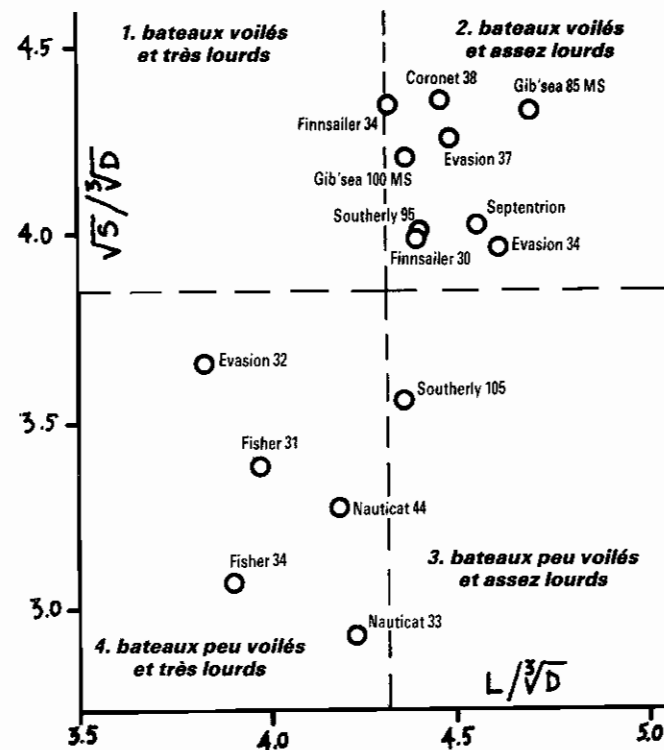 1. bateaux voilés
et très lourds
2. bateaux voilés
et assez lourds
4.5
Coronet 38
Gib'sea 85 MS
Finnsailer 34
Evasion 37
Gib'sea 100 MS
√S/∛D
Southerly 95
Septentrion
4.0
Evasion 34
Finnsailer 30
Evasion 32
Southerly 105
3.5
Fisher 31
Nauticat 44
Fisher 34
3. bateaux peu voilés
et assez lourds
3.0
Nauticat 33
4. bateaux peu voilés
et très lourds
L/∛D
3.5
4.0
4.5
5.0